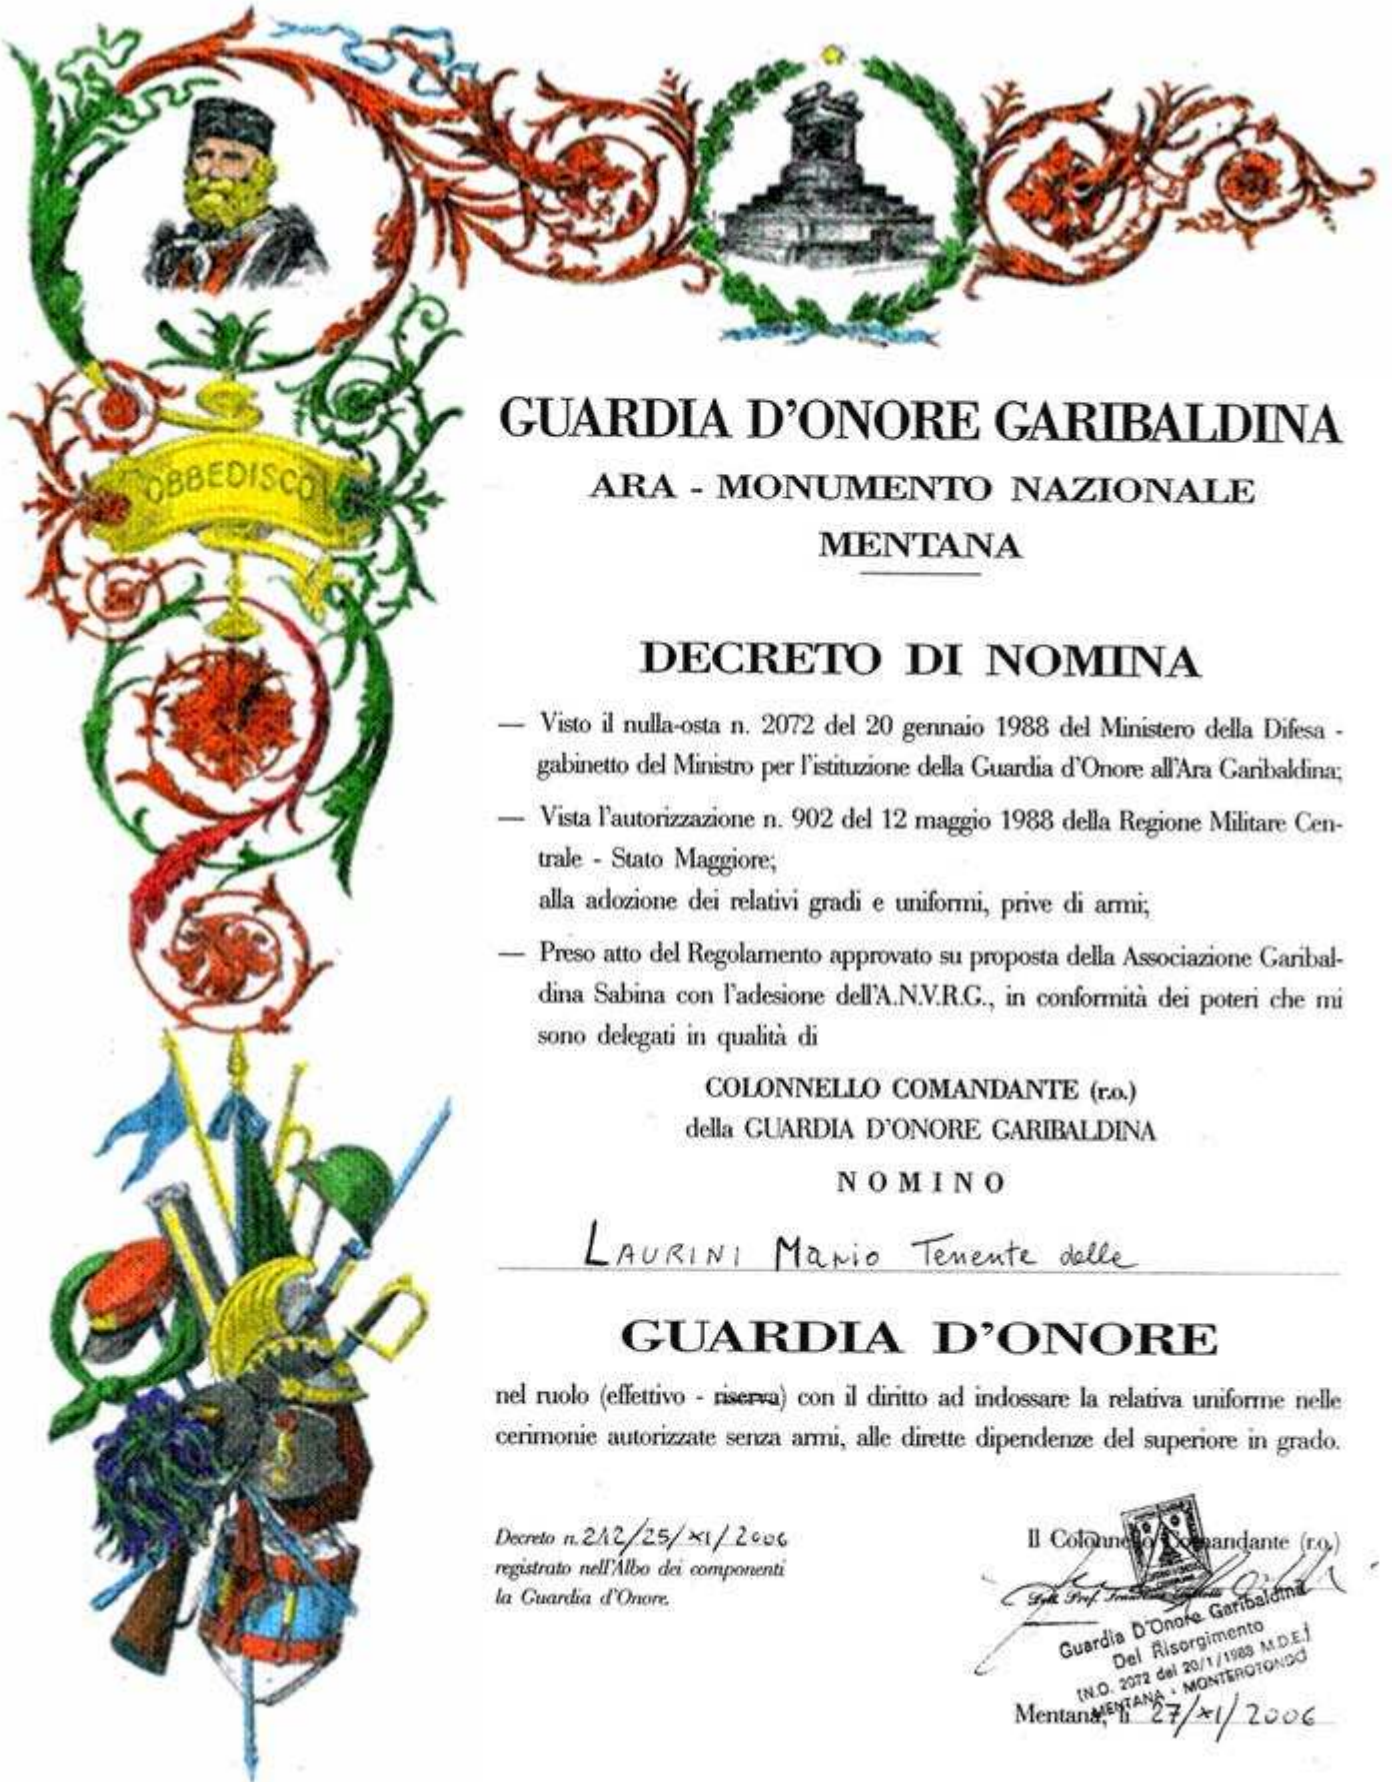 OBBEDISCO
GUARDIA D'ONORE GARIBALDINA
ARA - MONUMENTO NAZIONALE
MENTANA
DECRETO DI NOMINA
— Visto il nulla-osta n. 2072 del 20 gennaio 1988 del Ministero della Difesa -
gabinetto del Ministro per l'istituzione della Guardia d'Onore all'Ara Garibaldina;
— Vista l'autorizzazione n. 902 del 12 maggio 1988 della Regione Militare Cen-
trale - Stato Maggiore;
alla adozione dei relativi gradi e uniformi, prive di armi;
— Preso atto del Regolamento approvato su proposta della Associazione Garibal-
dina Sabina con l'adesione dell'A.N.V.R.G., in conformità dei poteri che mi
sono delegati in qualità di
COLONNELLO COMANDANTE (r.o.)
della GUARDIA D'ONORE GARIBALDINA
NOMINO
LAURINI Mario Tenente delle
GUARDIA D'ONORE
nel ruolo (effettivo - riserva) con il diritto ad indossare la relativa uniforme nelle
cerimonie autorizzate senza armi, alle dirette dipendenze del superiore in grado.
Decreto n. 212/25/XI/2006
registrato nell'Albo dei componenti
la Guardia d'Onore.
Il Colonnello Comandante (r.o.)
Dott. Prof.
Guardia D'Onore Garibaldina
Del Risorgimento
(N.O. 2072 del 20/1/1988 M.D.E.)
MENTANA - MONTEROTONDO
Mentana, lì 27/XI/2006